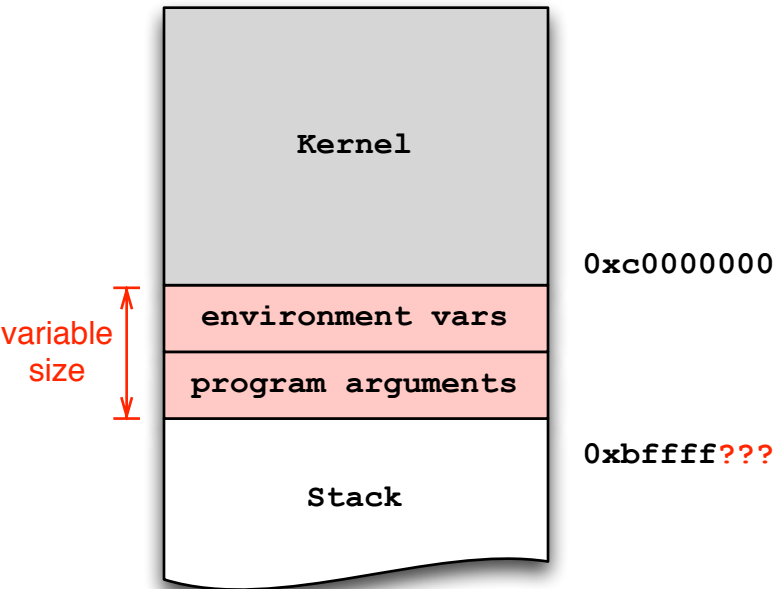 Kernel
0xc0000000
environment vars
variable
size
program arguments
0xbffff???
Stack